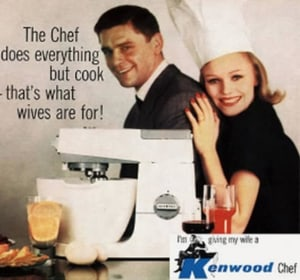 The Chef
does everything
but cook
- that's what
wives are for!
I'm giving my wife a
Kenwood Chef